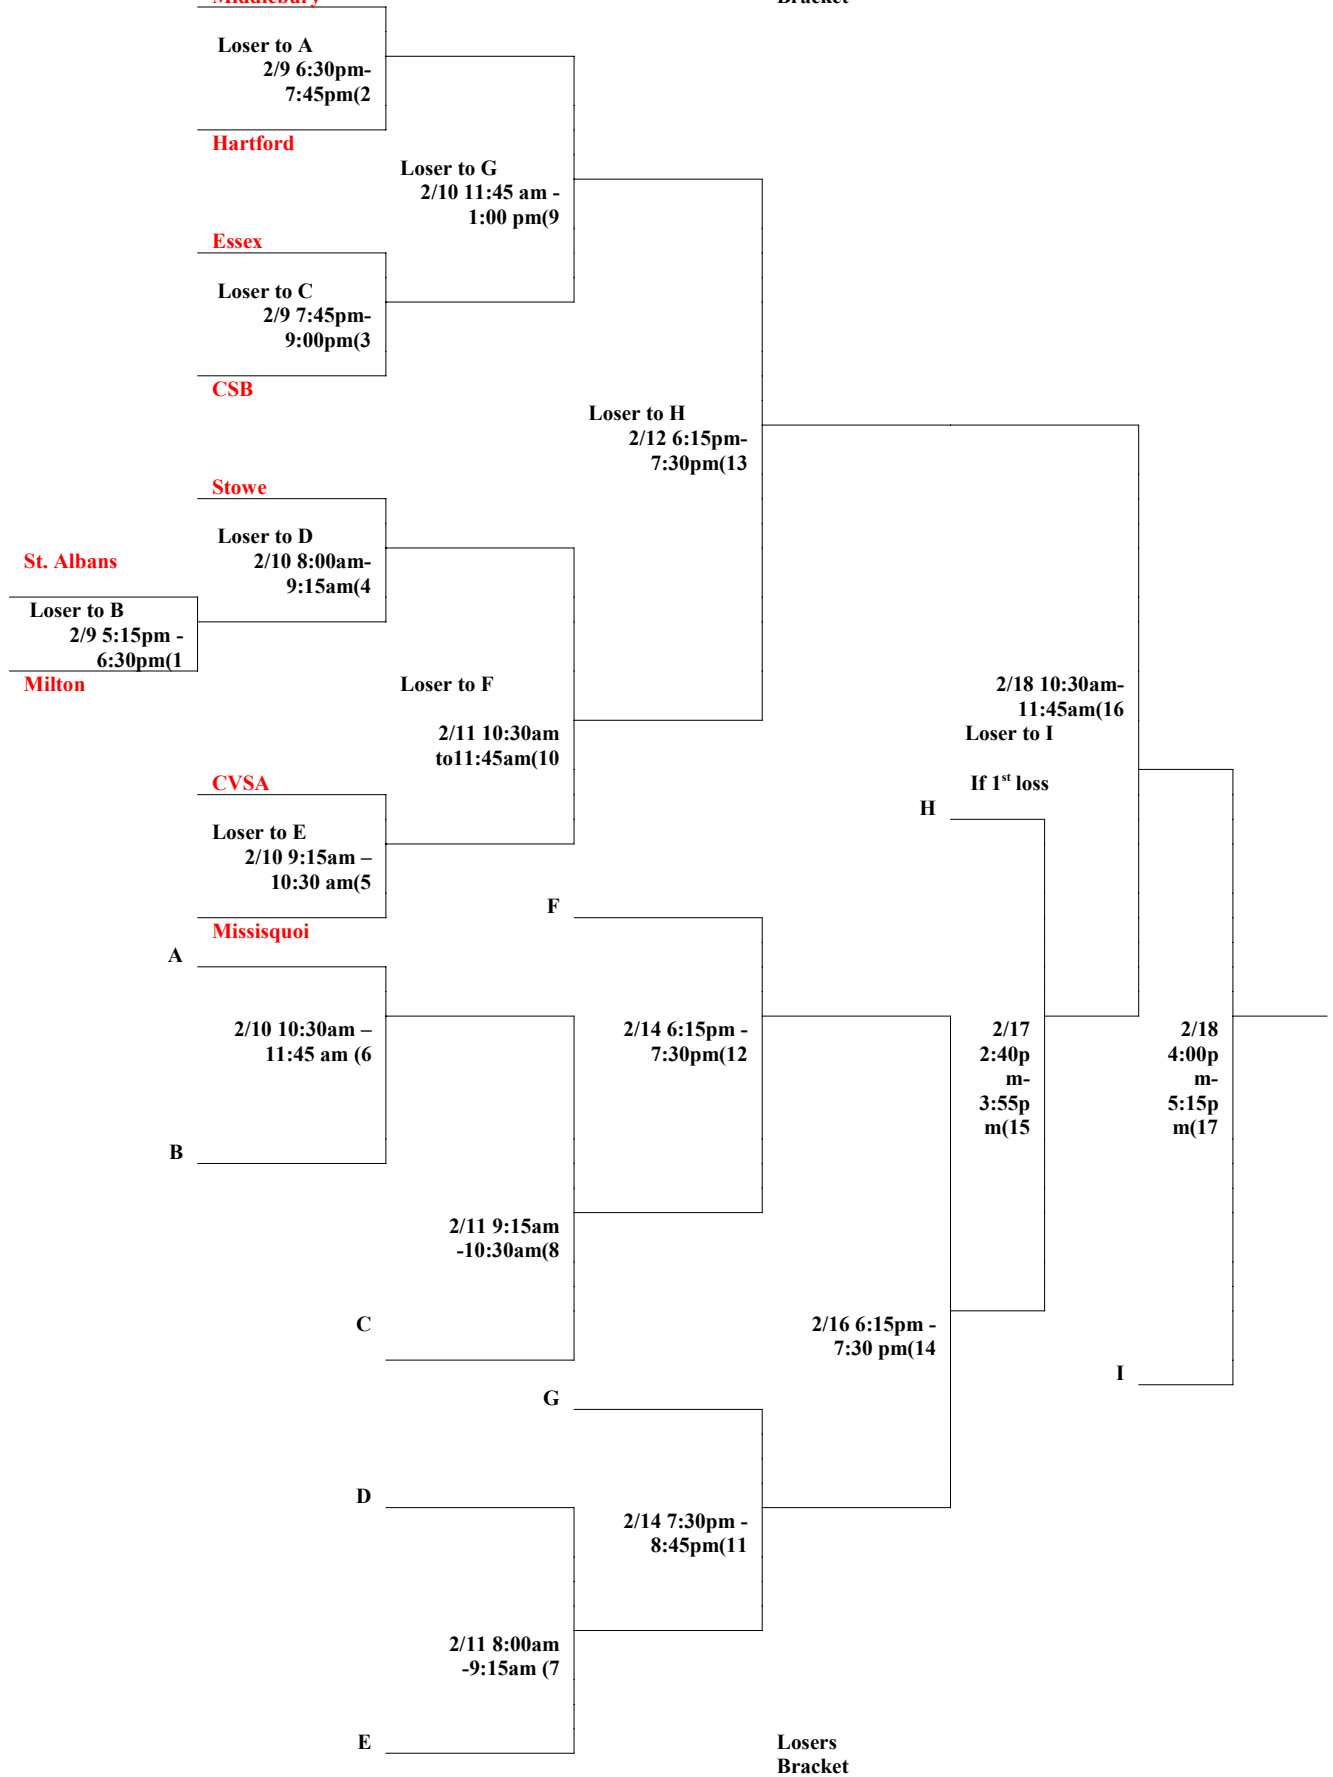 Middlebury
Bracket
Loser to A
2/9 6:30pm-
7:45pm(2
Hartford
Loser to G
2/10 11:45 am -
1:00 pm(9
Essex
Loser to C
2/9 7:45pm-
9:00pm(3
CSB
Loser to H
2/12 6:15pm-
7:30pm(13
Stowe
Loser to D
2/10 8:00am-
9:15am(4
St. Albans
Loser to B
2/9 5:15pm -
6:30pm(1
Milton
Loser to F
2/11 10:30am
to11:45am(10
2/18 10:30am-
11:45am(16
Loser to I
If 1st loss
CVSA
H
Loser to E
2/10 9:15am –
10:30 am(5
F
Missisquoi
A
2/10 10:30am –
11:45 am (6
2/14 6:15pm -
7:30pm(12
2/17
2:40p
m-
3:55p
m(15
2/18
4:00p
m-
5:15p
m(17
B
2/11 9:15am
-10:30am(8
C
2/16 6:15pm -
7:30 pm(14
I
G
D
2/14 7:30pm -
8:45pm(11
2/11 8:00am
-9:15am (7
E
Losers
Bracket